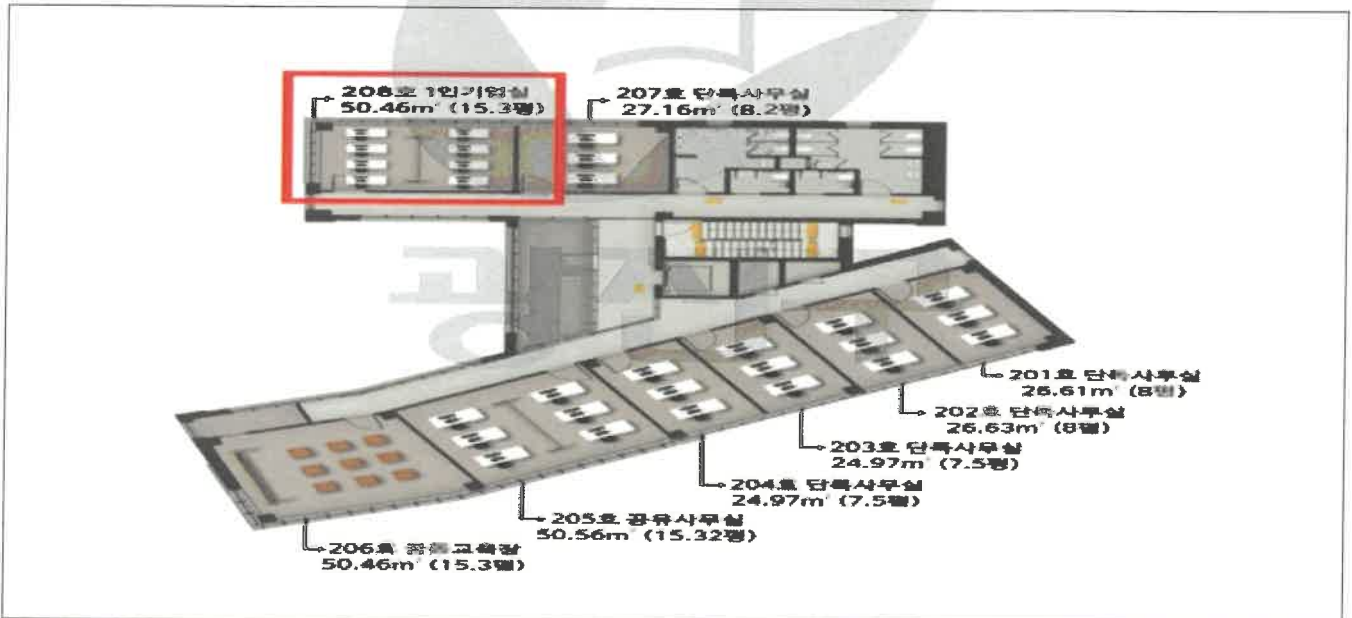 208호 1인기업실
50.46m² (15.3평)
207호 단독사무실
27.16m² (8.2평)
201호 단독사무실
26.61m² (8평)
202호 단독사무실
26.63m² (8평)
203호 단독사무실
24.97m² (7.5평)
204호 단독사무실
24.97m² (7.5평)
205호 공유사무실
50.56m² (15.32평)
206호 공동교육장
50.46m² (15.3평)